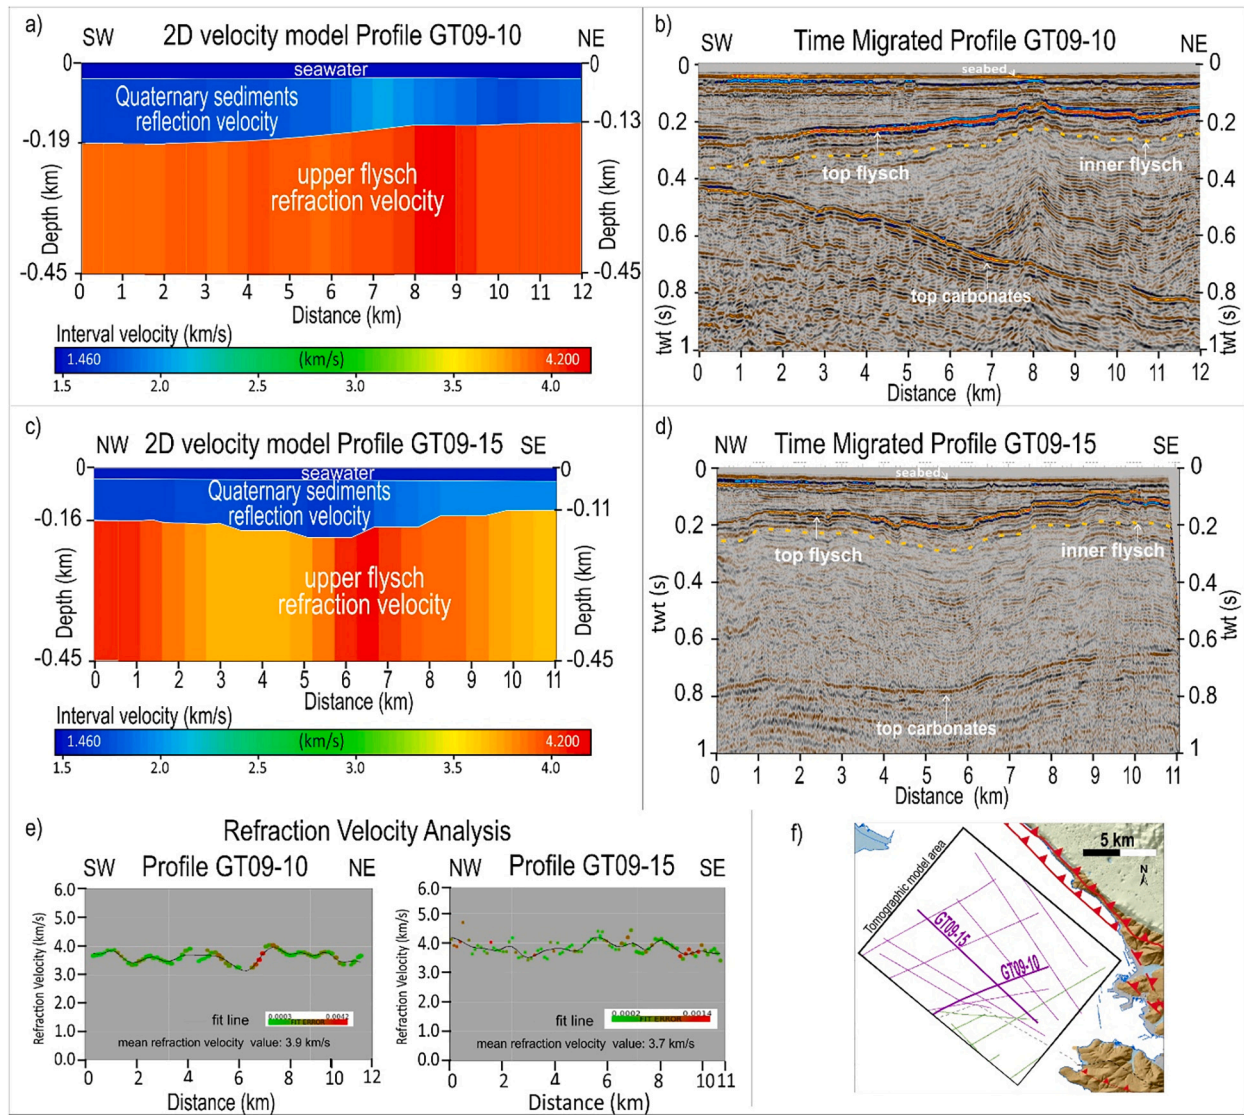 a)
SW 2D velocity model Profile GT09-10 NE
0 0
seawater
Quaternary sediments
reflection velocity
-0.13
-0.19
upper flysch
refraction velocity
Depth (km)
Depth (km)
-0.45 -0.45
0 1 2 3 4 5 6 7 8 9 10 11 12
Distance (km)
Interval velocity (km/s)
1.460 (km/s) 4.200
1.5 2.0 2.5 3.0 3.5 4.0
b)
SW Time Migrated Profile GT09-10 NE
0 0
seabed
0.2 0.2
top flysch
inner flysch
0.4 0.4
0.6 0.6
top carbonates
0.8 0.8
twt (s)
twt (s)
1 1
0 1 2 3 4 5 6 7 8 9 10 11 12
Distance (km)
c)
NW 2D velocity model Profile GT09-15 SE
0 0
seawater
Quaternary sediments
reflection velocity
-0.11
-0.16
upper flysch
refraction velocity
Depth (km)
Depth (km)
-0.45 -0.45
0 1 2 3 4 5 6 7 8 9 10 11
Distance (km)
Interval velocity (km/s)
1.460 (km/s) 4.200
1.5 2.0 2.5 3.0 3.5 4.0
d)
NW Time Migrated Profile GT09-15 SE
0 0
seabed
0.2 0.2
top flysch
inner flysch
0.4 0.4
0.6 0.6
twt (s)
twt (s)
0.8 0.8
top carbonates
1 1
0 1 2 3 4 5 6 7 8 9 10 11
Distance (km)
e)
Refraction Velocity Analysis
SW Profile GT09-10 NE
Refraction Velocity (km/s)
6.0
5.0
4.0
3.0
2.0
1.0
0.0
0.0003 0.0042
fit line FIT ERROR
mean refraction velocity value: 3.9 km/s
0 2 4 6 8 10 12
Distance (km)
NW Profile GT09-15 SE
Refraction Velocity (km/s)
6.0
5.0
4.0
3.0
2.0
1.0
0.0
0.0002 0.0014
fit line FIT ERROR
mean refraction velocity value: 3.7 km/s
0 2 4 6 8 10 11
Distance (km)
f)
5 km
N
Tomographic model area
GT09-15
GT09-10